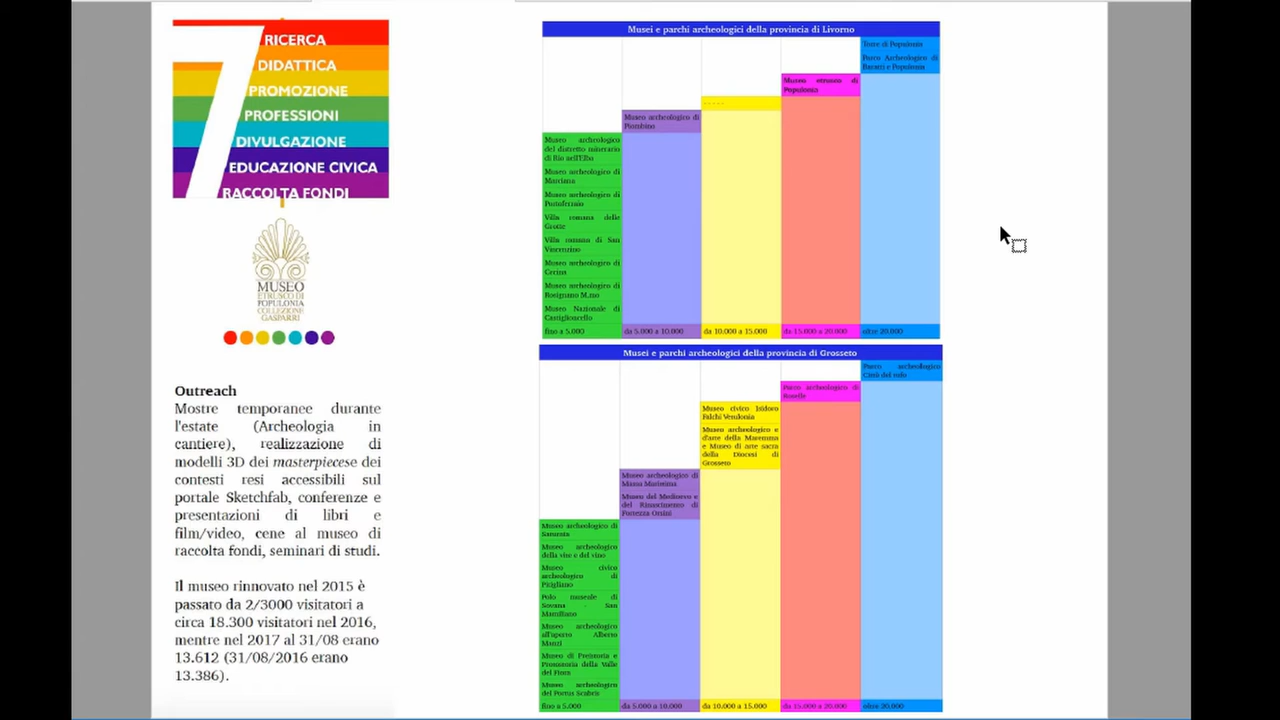 RICERCA
DIDATTICA
PROMOZIONE
PROFESSIONI
DIVULGAZIONE
EDUCAZIONE CIVICA
RACCOLTA FONDI
7
MUSEO
ETRUSCO DI
POPULONIA
COLLEZIONE
GASPARRI
Outreach
Mostre temporanee durante
l'estate (Archeologia in
cantiere), realizzazione di
modelli 3D dei masterpiecese dei
contesti resi accessibili sul
portale Sketchfab, conferenze e
presentazioni di libri e
film/video, cene al museo di
raccolta fondi, seminari di studi.
Il museo rinnovato nel 2015 è
passato da 2/3000 visitatori a
circa 18.300 visitatori nel 2016,
mentre nel 2017 al 31/08 erano
13.612 (31/08/2016 erano
13.386).
Musei e parchi archeologici della provincia di Livorno
Torre di Populonia
Parco Archeologico di
Baratti e Populonia
Museo etrusco di
Populonia
- - - - -
Museo archeologico di
Piombino
Museo archeologico
del distretto minerario
di Rio nell'Elba
Museo archeologico di
Marciana
Museo archeologico di
Portoferraio
Villa romana delle
Grotte
Villa romana di San
Vincenzino
Museo archeologico di
Cecina
Museo archeologico di
Rosignano M.mo
Museo Nazionale di
Castiglioncello
fino a 5.000
da 5.000 a 10.000
da 10.000 a 15.000
da 15.000 a 20.000
oltre 20.000
Musei e parchi archeologici della provincia di Grosseto
Parco archeologico
Città del tufo
Parco archeologico di
Roselle
Museo civico Isidoro
Falchi Vetulonia
Museo archeologico e
d'arte della Maremma
e Museo di arte sacra
della Diocesi di
Grosseto
Museo archeologico di
Massa Marittima
Museo del Medioevo e
del Rinascimento di
Fortezza Orsini
Museo archeologico di
Saturnia
Museo archeologico
della vite e del vino
Museo civico
archeologico di
Pitigliano
Polo museale di
Sovana - San
Mamiliano
Museo archeologico
all'aperto Alberto
Manzi
Museo di Preistoria e
Protostoria della Valle
del Fiora
Museo archeologico
del Portus Scabris
fino a 5.000
da 5.000 a 10.000
da 10.000 a 15.000
da 15.000 a 20.000
oltre 20.000